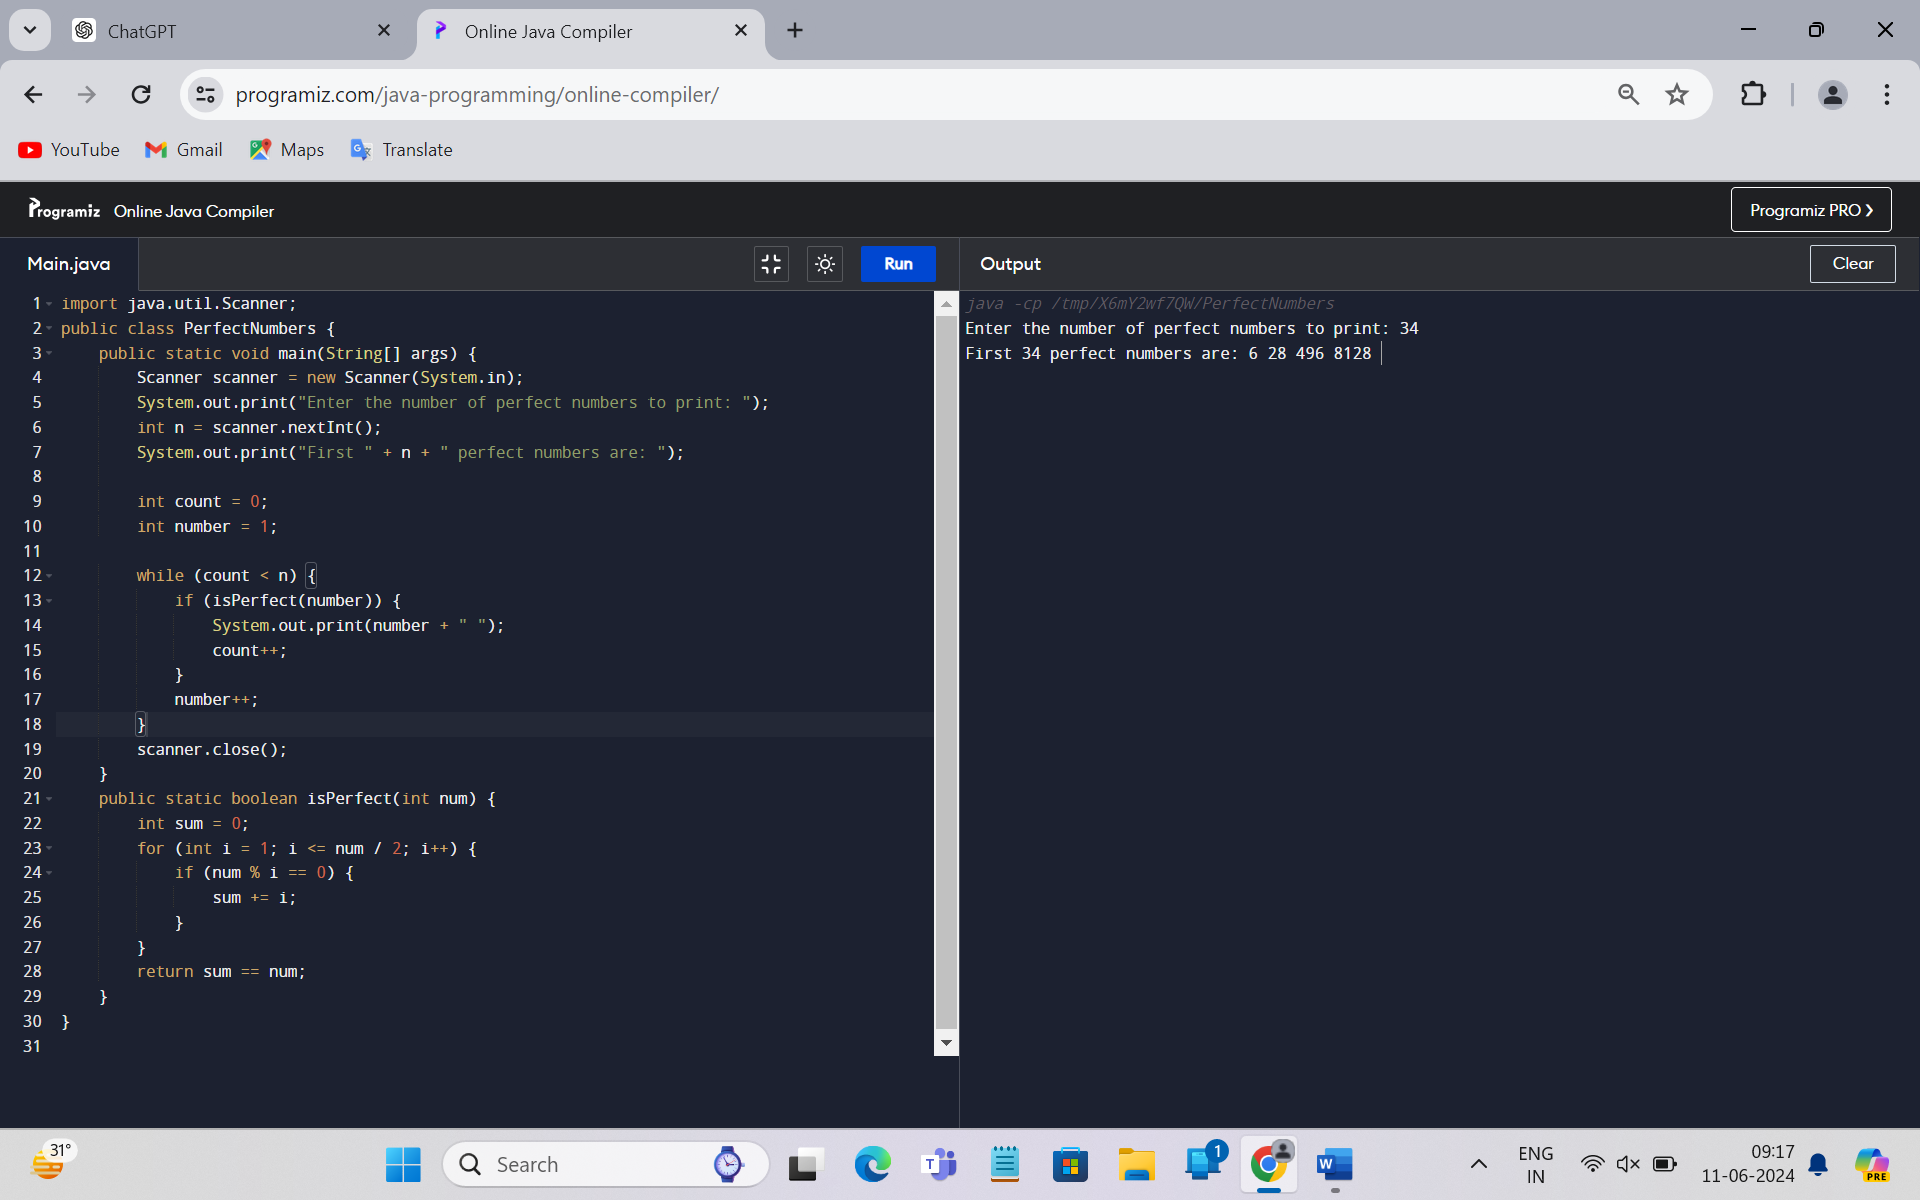 ChatGPT
Online Java Compiler
programiz.com/java-programming/online-compiler/
YouTube
Gmail
Maps
Translate
Programiz Online Java Compiler
Programiz PRO ❯
Main.java
Run
Output
Clear
1 import java.util.Scanner;
2 public class PerfectNumbers {
3     public static void main(String[] args) {
4         Scanner scanner = new Scanner(System.in);
5         System.out.print("Enter the number of perfect numbers to print: ");
6         int n = scanner.nextInt();
7         System.out.print("First " + n + " perfect numbers are: ");
8
9         int count = 0;
10         int number = 1;
11
12         while (count < n) {
13             if (isPerfect(number)) {
14                 System.out.print(number + " ");
15                 count++;
16             }
17             number++;
18         }
19         scanner.close();
20     }
21     public static boolean isPerfect(int num) {
22         int sum = 0;
23         for (int i = 1; i <= num / 2; i++) {
24             if (num % i == 0) {
25                 sum += i;
26             }
27         }
28         return sum == num;
29     }
30 }
31
java -cp /tmp/X6mY2wf7QW/PerfectNumbers
Enter the number of perfect numbers to print: 34
First 34 perfect numbers are: 6 28 496 8128
31°
Search
T
1
W
ENG
IN
09:17
11-06-2024
PRE